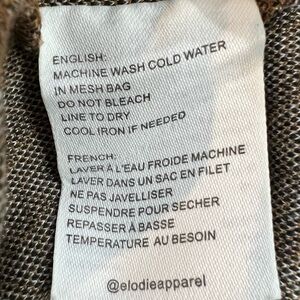 ENGLISH:
MACHINE WASH COLD WATER
IN MESH BAG
DO NOT BLEACH
LINE TO DRY
COOL IRON IF NEEDED
FRENCH:
LAVER À L'EAU FROIDE MACHINE
LAVER DANS UN SAC EN FILET
NE PAS JAVELLISER
SUSPENDRE POUR SECHER
REPASSER À BASSE
TEMPERATURE AU BESOIN
@elodieapparel